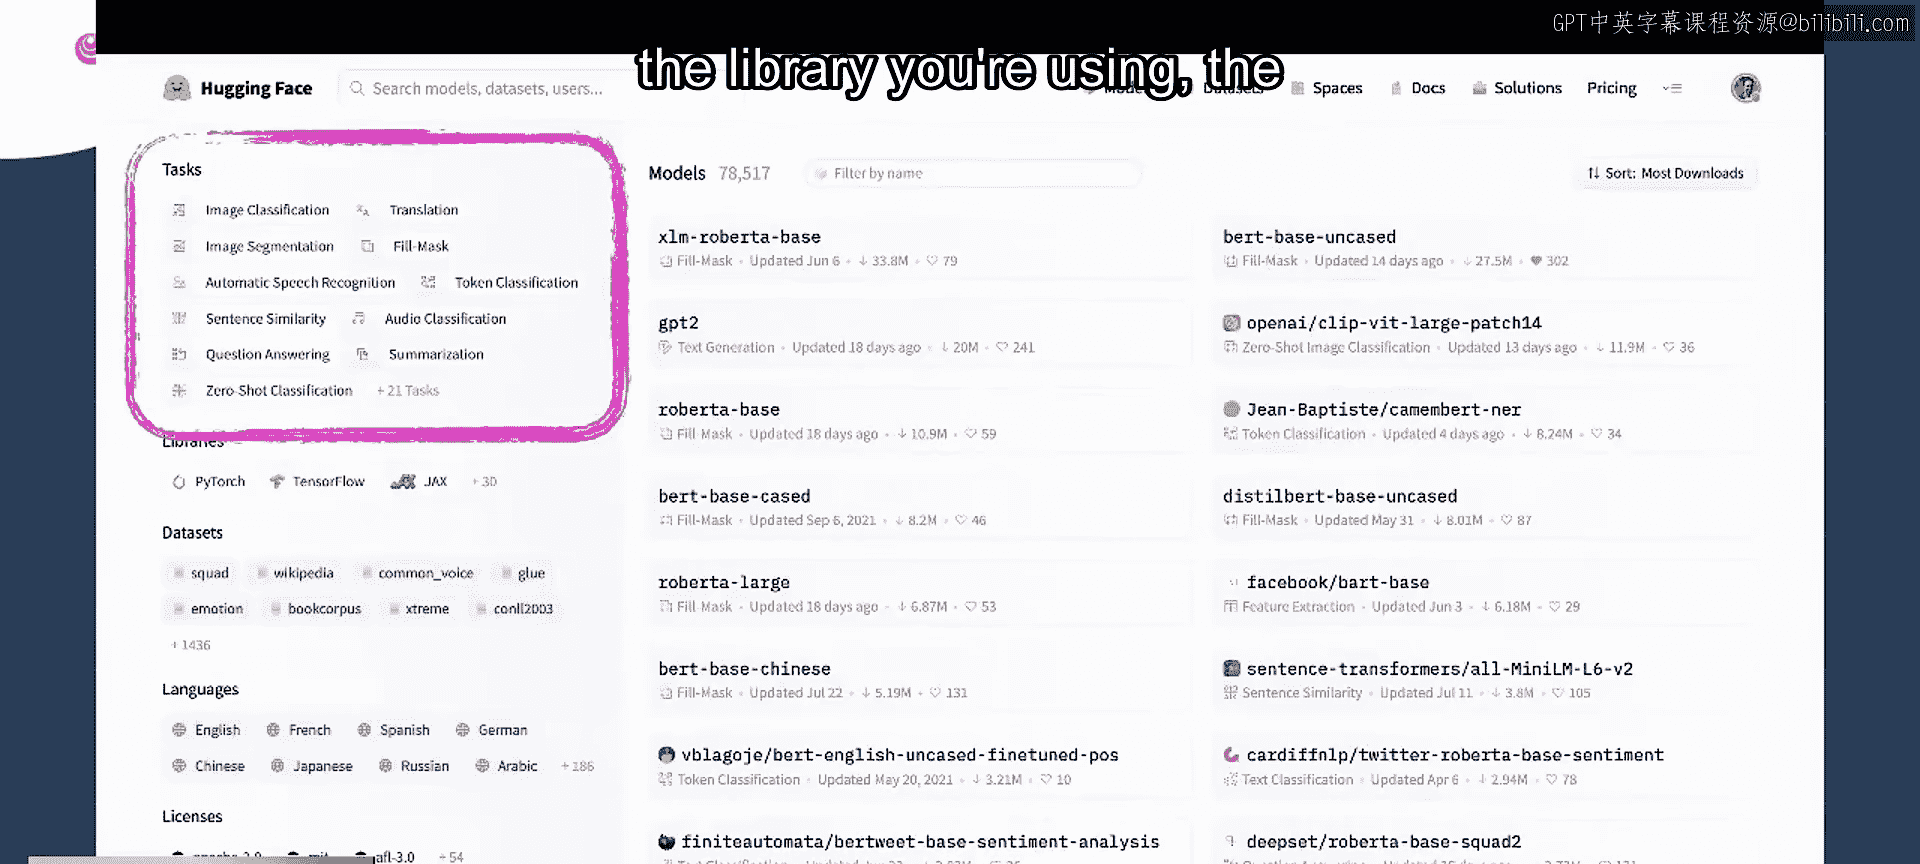 GPT中英字幕课程资源@bilibili.com
the library you're using, the
Hugging Face
Search models, datasets, users...
Spaces
Docs
Solutions
Pricing
Tasks
Image Classification Translation
Image Segmentation Fill-Mask
Automatic Speech Recognition Token Classification
Sentence Similarity Audio Classification
Question Answering Summarization
Zero-Shot Classification + 21 Tasks
Libraries
PyTorch TensorFlow JAX + 30
Datasets
squad wikipedia common_voice glue
emotion bookcorpus xtreme conll2003
+ 1436
Languages
English French Spanish German
Chinese Japanese Russian Arabic + 186
Licenses
afl-3.0 + 54
Models 78,517
Filter by name
Sort: Most Downloads
xlm-roberta-base
Fill-Mask • Updated Jun 6 • ↓ 33.8M • ♡ 79
bert-base-uncased
Fill-Mask • Updated 14 days ago • ↓ 27.5M • ♥ 302
gpt2
Text Generation • Updated 18 days ago • ↓ 20M • ♡ 241
openai/clip-vit-large-patch14
Zero-Shot Image Classification • Updated 13 days ago • ↓ 11.9M • ♡ 36
roberta-base
Fill-Mask • Updated 18 days ago • ↓ 10.9M • ♡ 59
Jean-Baptiste/camembert-ner
Token Classification • Updated 4 days ago • ↓ 8.24M • ♡ 34
bert-base-cased
Fill-Mask • Updated Sep 6, 2021 • ↓ 8.2M • ♡ 46
distilbert-base-uncased
Fill-Mask • Updated May 31 • ↓ 8.01M • ♡ 87
roberta-large
Fill-Mask • Updated 18 days ago • ↓ 6.87M • ♡ 53
facebook/bart-base
Feature Extraction • Updated Jun 3 • ↓ 6.18M • ♡ 29
bert-base-chinese
Fill-Mask • Updated Jul 22 • ↓ 5.19M • ♡ 131
sentence-transformers/all-MiniLM-L6-v2
Sentence Similarity • Updated Jul 11 • ↓ 3.8M • ♡ 105
vblagoje/bert-english-uncased-finetuned-pos
Token Classification • Updated May 20, 2021 • ↓ 3.21M • ♡ 10
cardiffnlp/twitter-roberta-base-sentiment
Text Classification • Updated Apr 6 • ↓ 2.94M • ♡ 78
finiteautomata/bertweet-base-sentiment-analysis
deepset/roberta-base-squad2